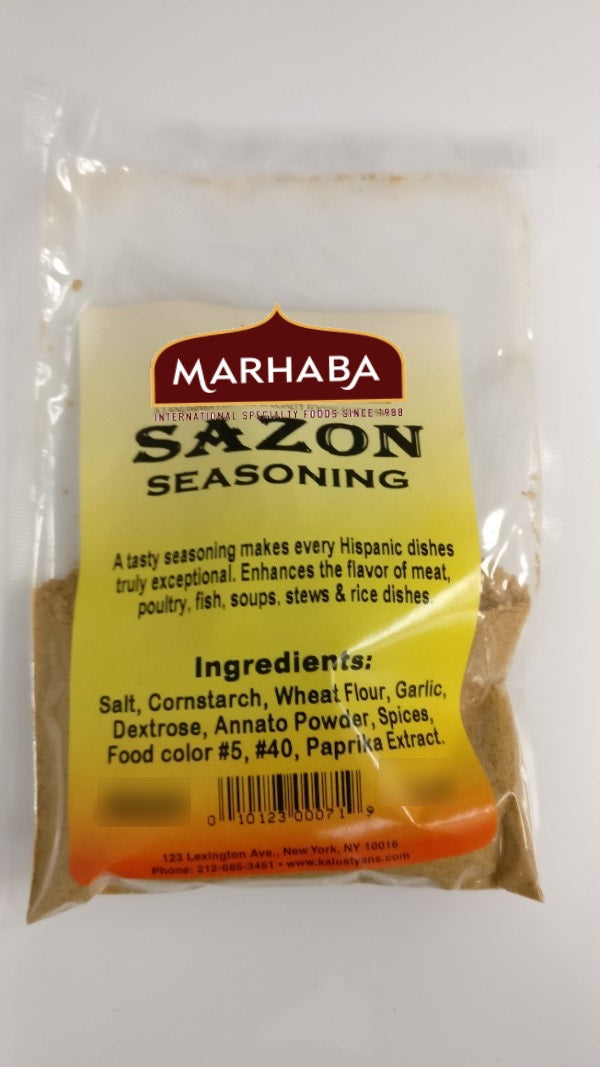 MARHABA
INTERNATIONAL SPECIALTY FOODS SINCE 1988
SAZON
SEASONING
A tasty seasoning makes every Hispanic dishes
truly exceptional. Enhances the flavor of meat,
poultry, fish, soups, stews & rice dishes.
Ingredients:
Salt, Cornstarch, Wheat Flour, Garlic,
Dextrose, Annato Powder, Spices,
Food color #5, #40, Paprika Extract.
0 10123 00071 9
123 Lexington Ave., New York, NY 10016
Phone: 212-685-3451 • www.kalustyans.com